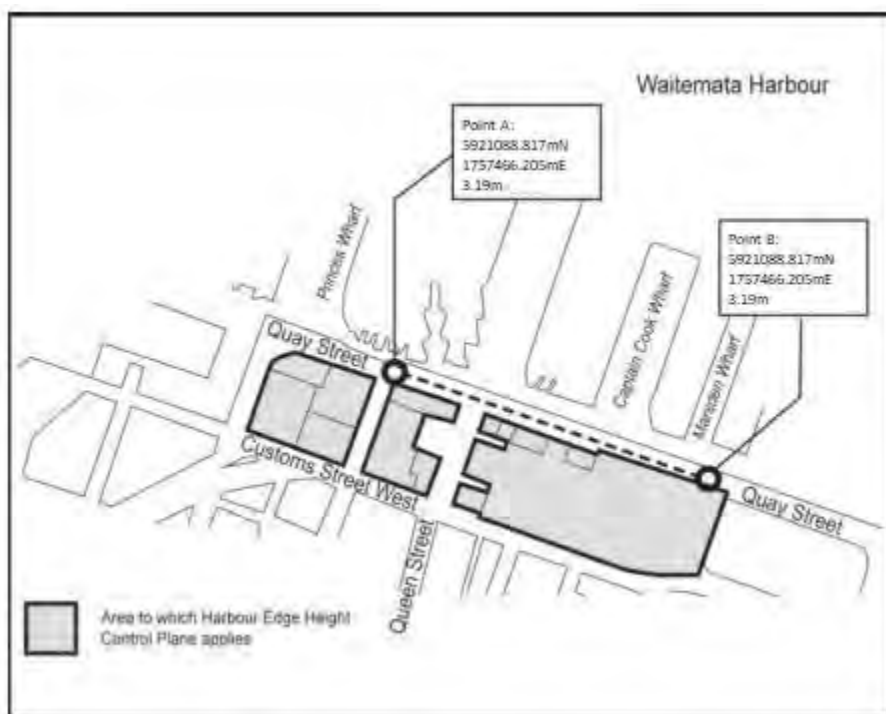 Waitemata Harbour
Point A:
5921088.817mN
1757466.205mE
3.19m
Point B:
5921088.817mN
1757466.205mE
3.19m
Princes Wharf
Captain Cook Wharf
Marsden Wharf
Quay Street
Customs Street West
Quay Street
Queen Street
Area to which Harbour Edge Height
Control Plane applies